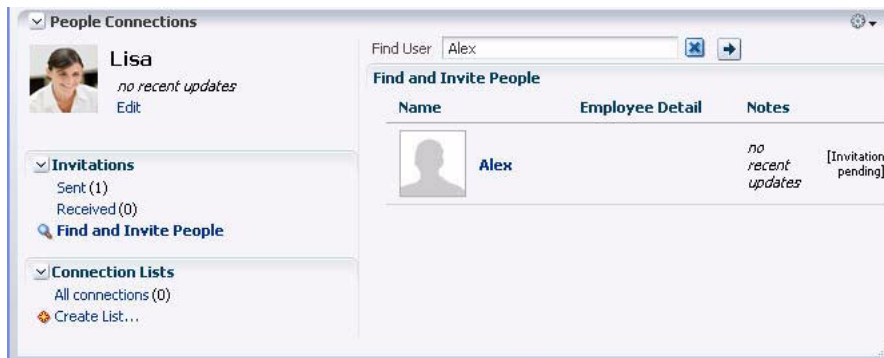 People Connections
Lisa
no recent updates
Edit
Invitations
Sent (1)
Received (0)
Find and Invite People
Connection Lists
All connections (0)
Create List...
Find User Alex
Find and Invite People
Name Employee Detail Notes
Alex
no
recent
updates
[Invitation
pending]